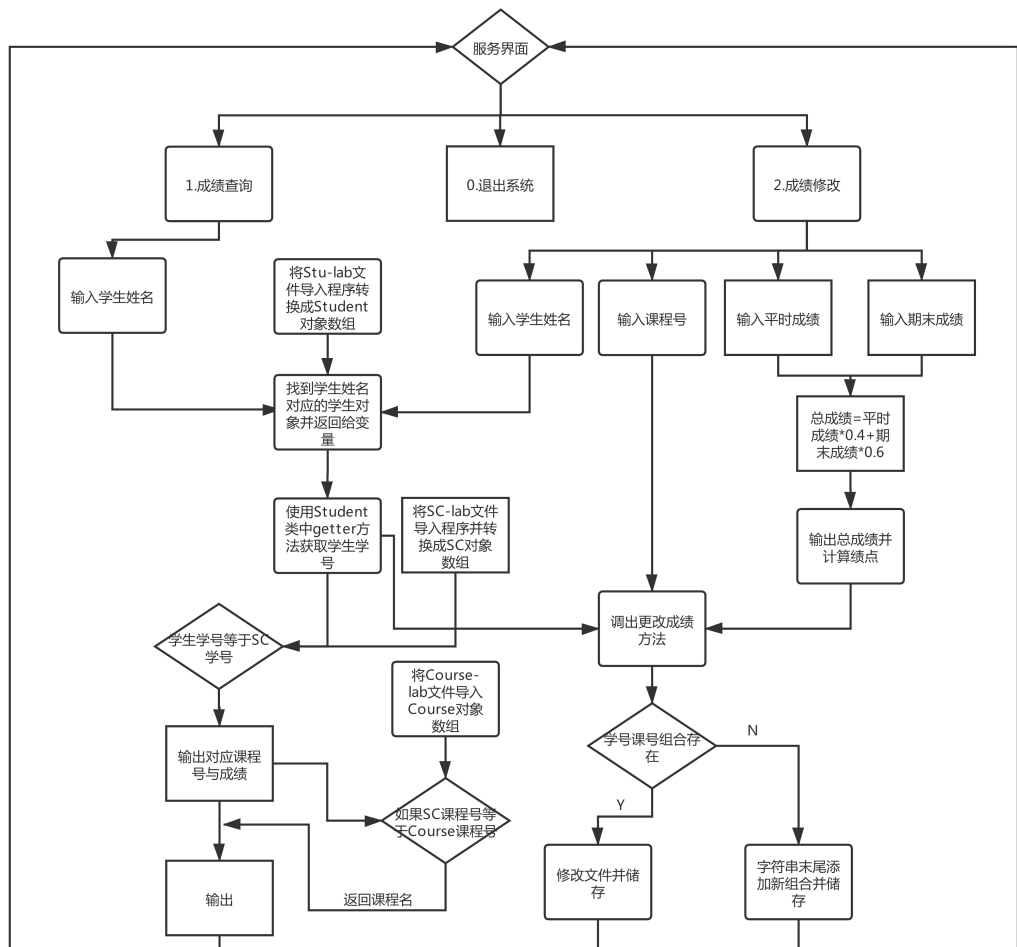 服务界面
1.成绩查询
0.退出系统
2.成绩修改
输入学生姓名
将Stu-lab文
件导入程序转
换成Student
对象数组
输入学生姓名
输入课程号
输入平时成绩
输入期末成绩
找到学生姓名
对应的学生对
象并返回给变
量
总成绩=平时
成绩*0.4+期
末成绩*0.6
使用Student
类中getter方
法获取学生学
号
将SC-lab文件
导入程序并转
换成SC对象
数组
输出总成绩并
计算绩点
学生学号等于SC
学号
调出更改成绩
方法
将Course-
lab文件导入
Course对象
数组
学号课号组合存
在
N
输出对应课程
号与成绩
如果SC课程号等
于Course课程号
Y
修改文件并储
存
字符串末尾添
加新组合并储
存
输出
返回课程名